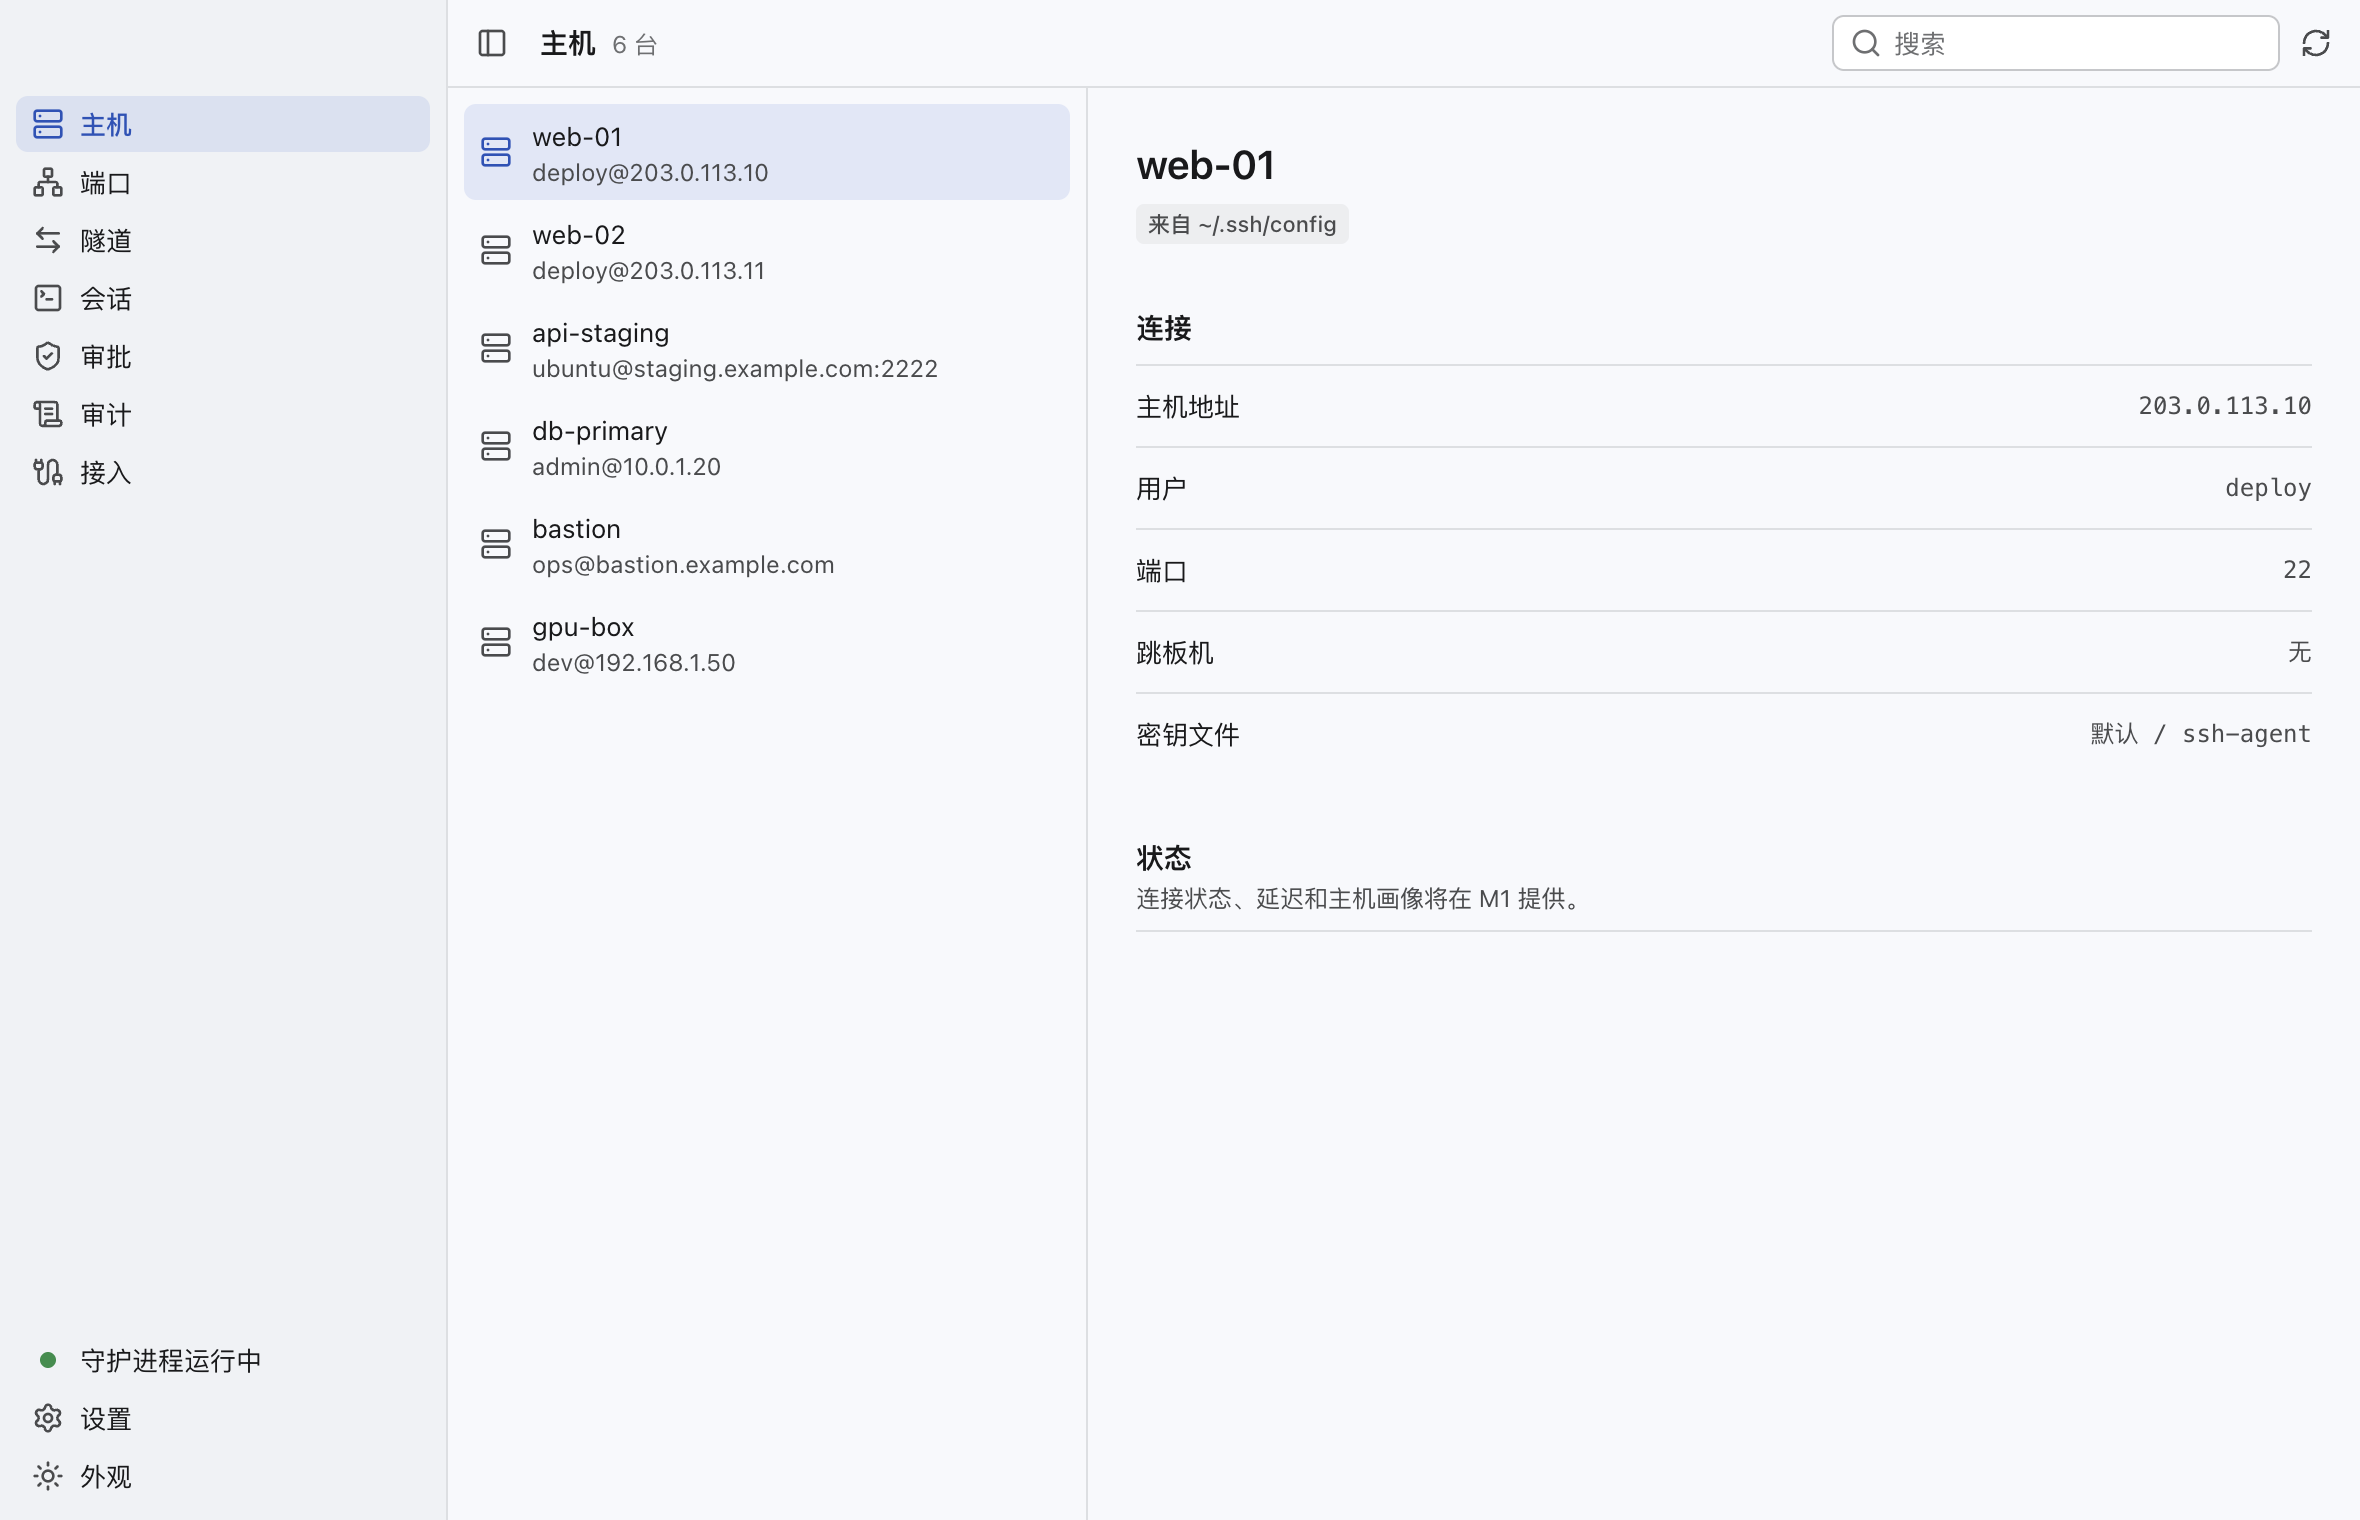 主机
端口
隧道
会话
审批
审计
接入
守护进程运行中
设置
外观
主机 6 台
搜索
web-01
deploy@203.0.113.10
web-02
deploy@203.0.113.11
api-staging
ubuntu@staging.example.com:2222
db-primary
admin@10.0.1.20
bastion
ops@bastion.example.com
gpu-box
dev@192.168.1.50
web-01
来自 ~/.ssh/config
连接
主机地址 203.0.113.10
用户 deploy
端口 22
跳板机 无
密钥文件 默认 / ssh-agent
状态
连接状态、延迟和主机画像将在 M1 提供。